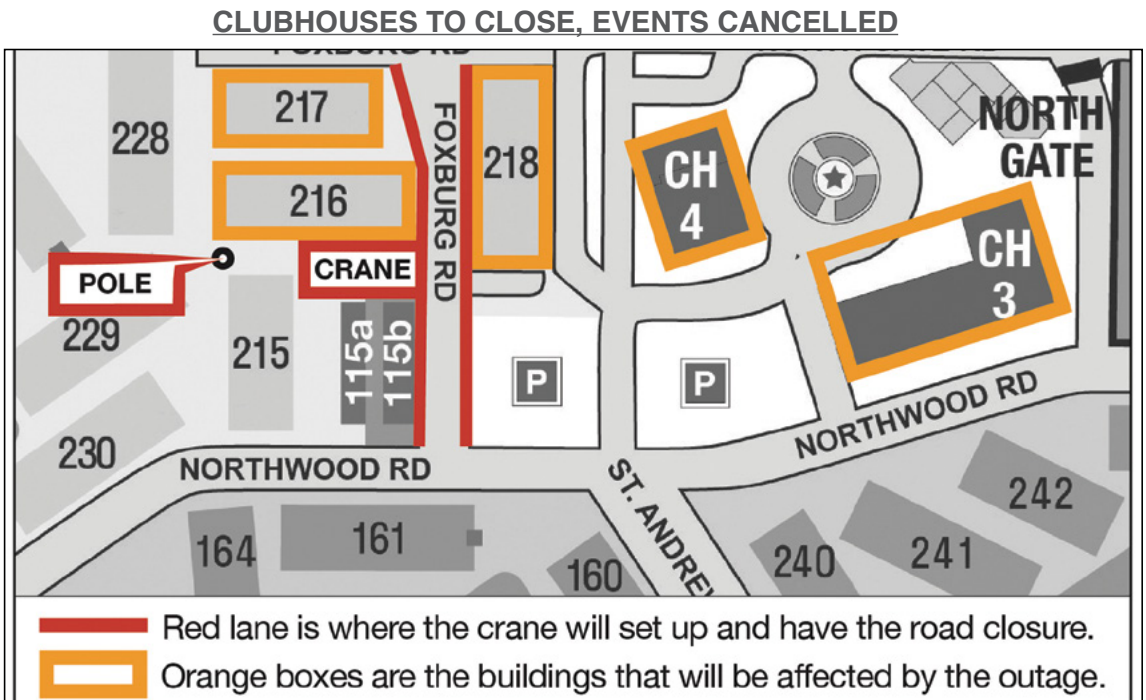 CLUBHOUSES TO CLOSE, EVENTS CANCELLED
FOXBURG RD
217
228
FOXBURG RD
218
216
CH
4
NORTH
GATE
CH
3
POLE
CRANE
229
215
115a
115b
P
P
230
NORTHWOOD RD
NORTHWOOD RD
ST. ANDREW
164
161
160
240
241
242
Red lane is where the crane will set up and have the road closure.
Orange boxes are the buildings that will be affected by the outage.